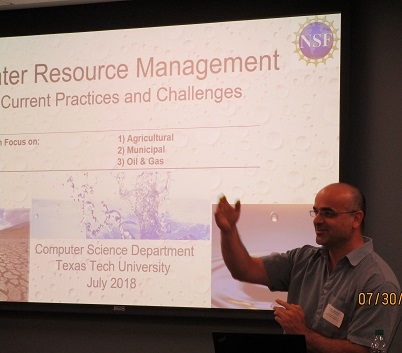 NSF
ter Resource Management
Current Practices and Challenges
Focus on:
1) Agricultural
2) Municipal
3) Oil & Gas
Computer Science Department
Texas Tech University
July 2018
07/30/